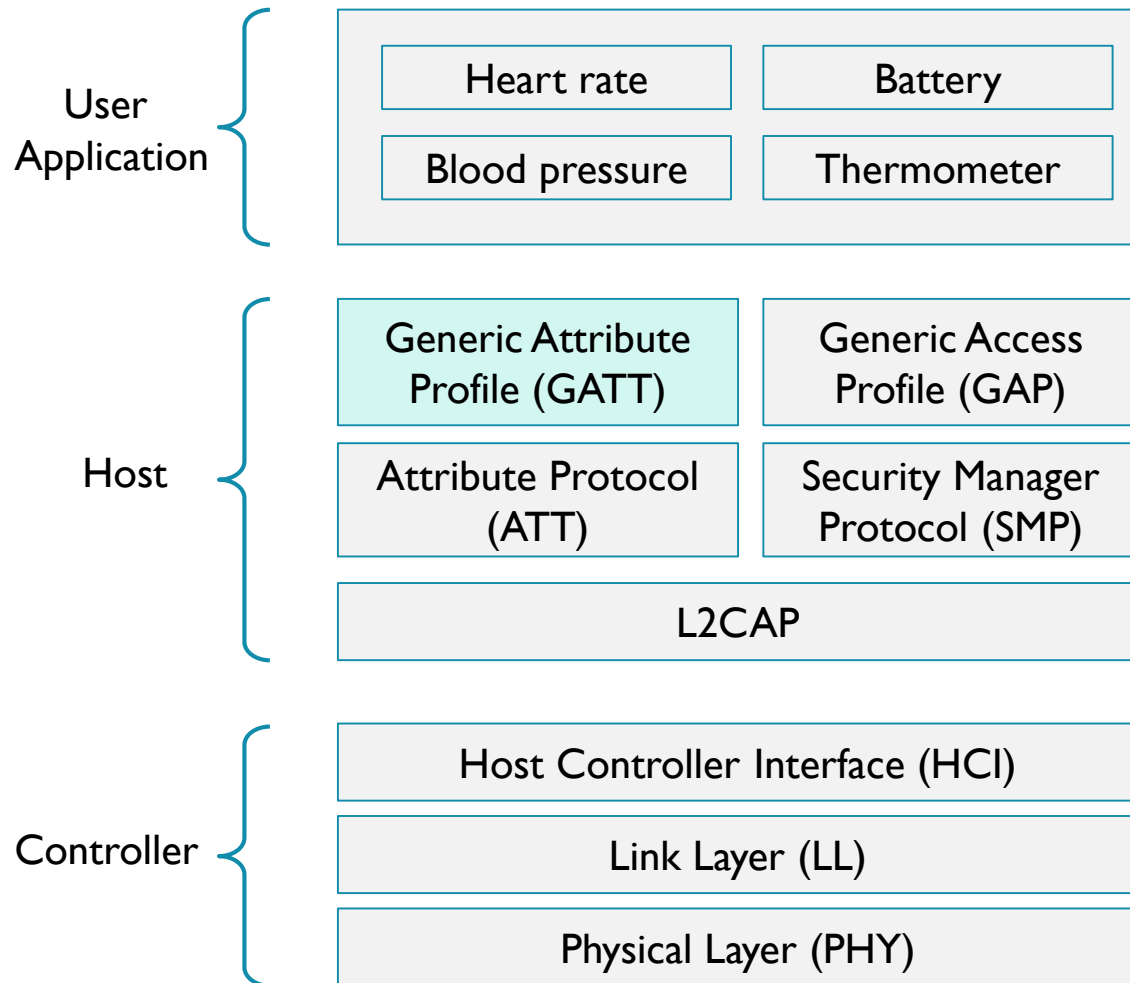 User
Application
Heart rate
Battery
Blood pressure
Thermometer
Host
Generic Attribute
Profile (GATT)
Generic Access
Profile (GAP)
Attribute Protocol
(ATT)
Security Manager
Protocol (SMP)
L2CAP
Controller
Host Controller Interface (HCI)
Link Layer (LL)
Physical Layer (PHY)